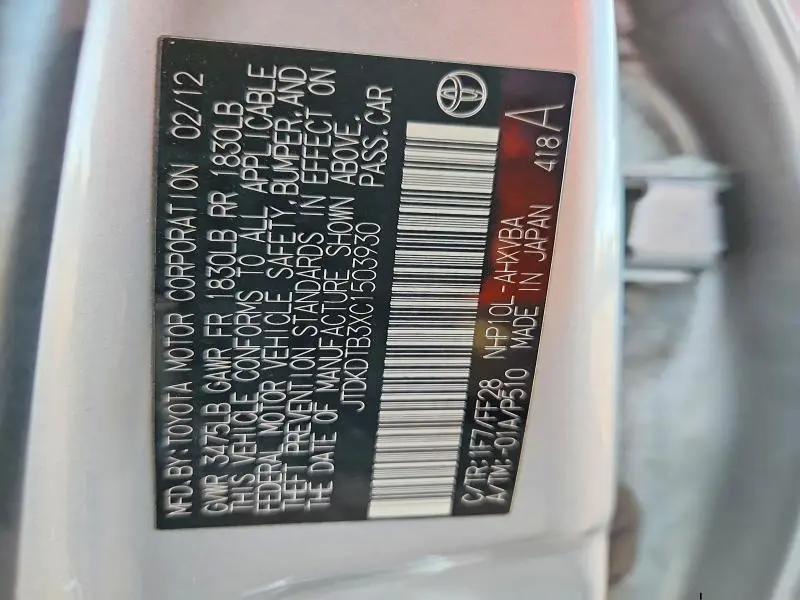 MFD.BY:TOYOTA MOTOR CORPORATION 02/12
GVWR 3475LB GAWR FR 1830LB RR 1830LB
THIS VEHICLE CONFORMS TO ALL APPLICABLE
FEDERAL MOTOR VEHICLE SAFETY,BUMPER,AND
THEFT PREVENTION STANDARDS IN EFFECT ON
THE DATE OF MANUFACTURE SHOWN ABOVE.
JTDKDTB3XC1503930 PASS.CAR
C/TR:1F7/FF28 NHP10L-AHXVBA
A/TM:-01A/P510 MADE IN JAPAN 418A